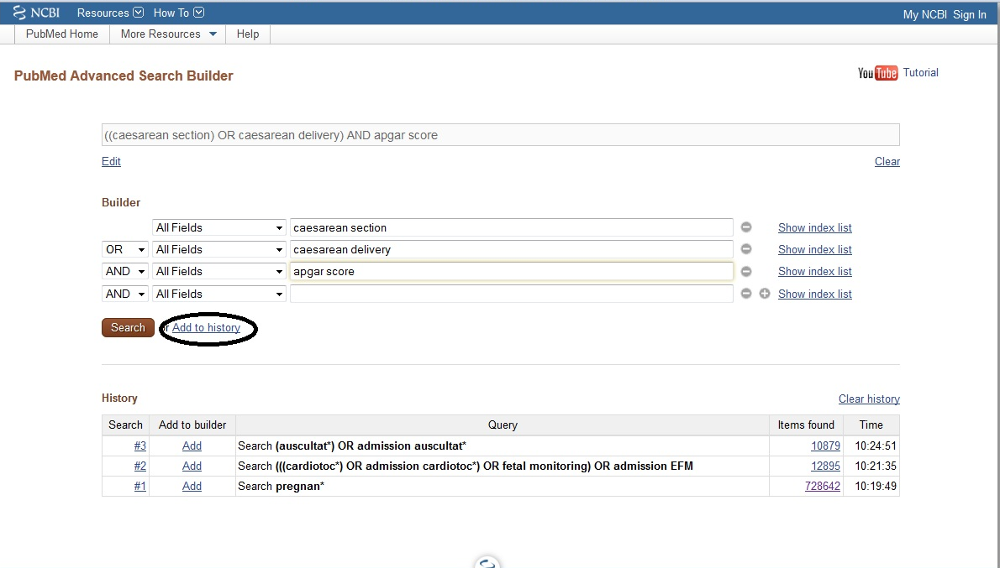 NCBI Resources How To My NCBI Sign In
PubMed Home More Resources Help
PubMed Advanced Search Builder You Tube Tutorial
((caesarean section) OR caesarean delivery) AND apgar score
Edit Clear
Builder
All Fields caesarean section Show index list
OR All Fields caesarean delivery Show index list
AND All Fields apgar score Show index list
AND All Fields Show index list
Search Add to history
History Clear history
Search Add to builder Query Items found Time
#3 Add Search (auscultat*) OR admission auscultat* 10879 10:24:51
#2 Add Search (((cardiotoc*) OR admission cardiotoc*) OR fetal monitoring) OR admission EFM 12895 10:21:35
#1 Add Search pregnan* 728642 10:19:49